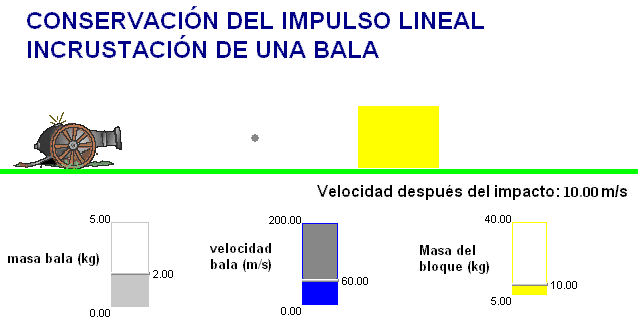 CONSERVACIÓN DEL IMPULSO LINEAL
INCRUSTACIÓN DE UNA BALA
Velocidad después del impacto: 10.00 m/s
5.00
masa bala (kg)
2.00
0.00
200.00
velocidad
bala (m/s)
60.00
0.00
40.00
Masa del
bloque (kg)
10.00
5.00